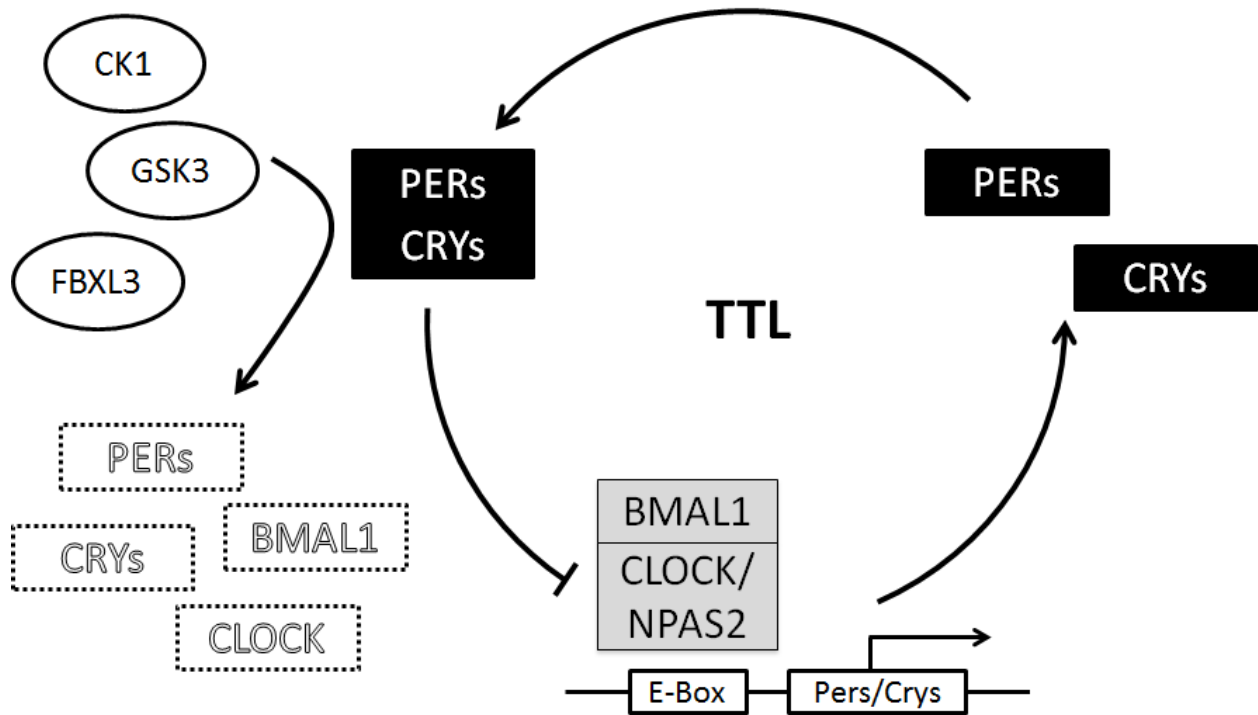 CK1
GSK3
FBXL3
PERs
CRYs
PERs
CRYs
TTL
PERs
CRYs
BMAL1
CLOCK
BMAL1
CLOCK/
NPAS2
E-Box
Pers/Crys